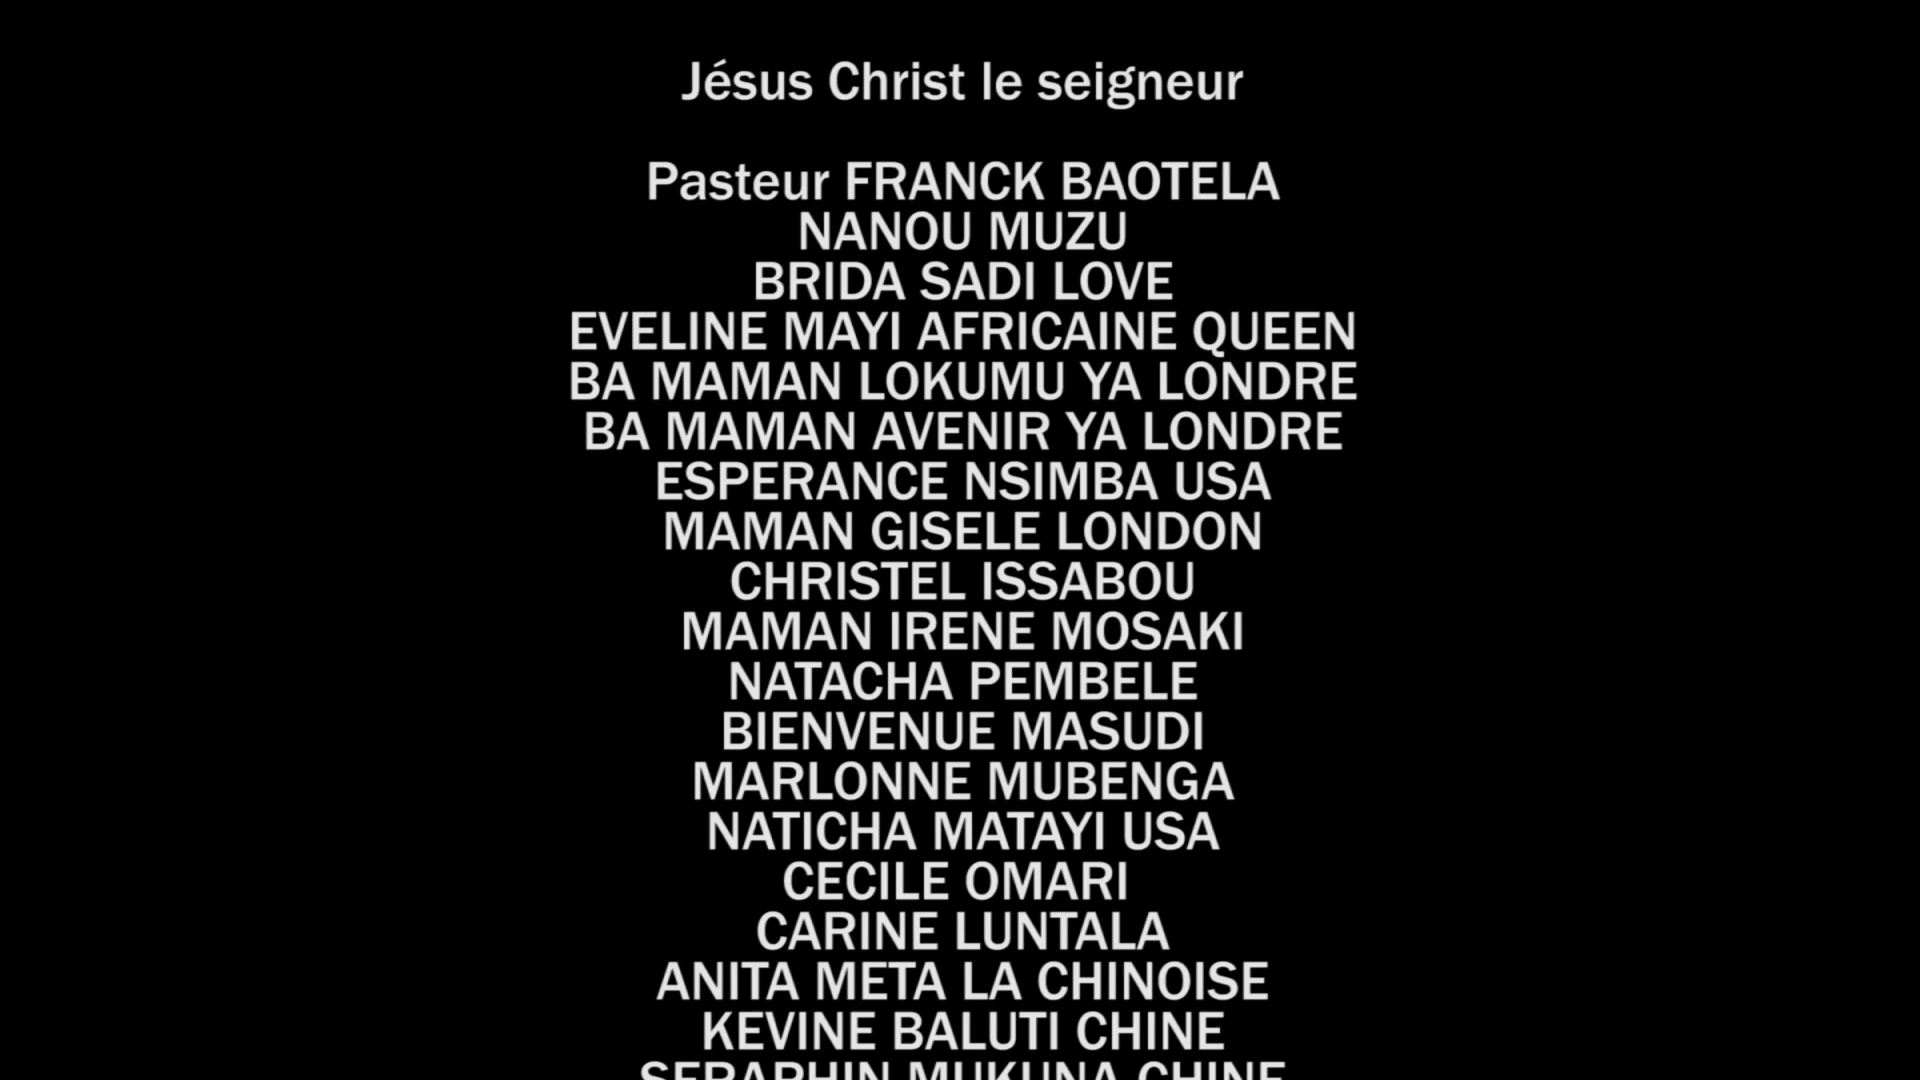 Jésus Christ le seigneur
Pasteur FRANCK BAOTELA
NANOU MUZU
BRIDA SADI LOVE
EVELINE MAYI AFRICAINE QUEEN
BA MAMAN LOKUMU YA LONDRE
BA MAMAN AVENIR YA LONDRE
ESPERANCE NSIMBA USA
MAMAN GISELE LONDON
CHRISTEL ISSABOU
MAMAN IRENE MOSAKI
NATACHA PEMBELE
BIENVENUE MASUDI
MARLONNE MUBENGA
NATICHA MATAYI USA
CECILE OMARI
CARINE LUNTALA
ANITA META LA CHINOISE
KEVINE BALUTI CHINE
SERAPHIN MUKUNA CHINE